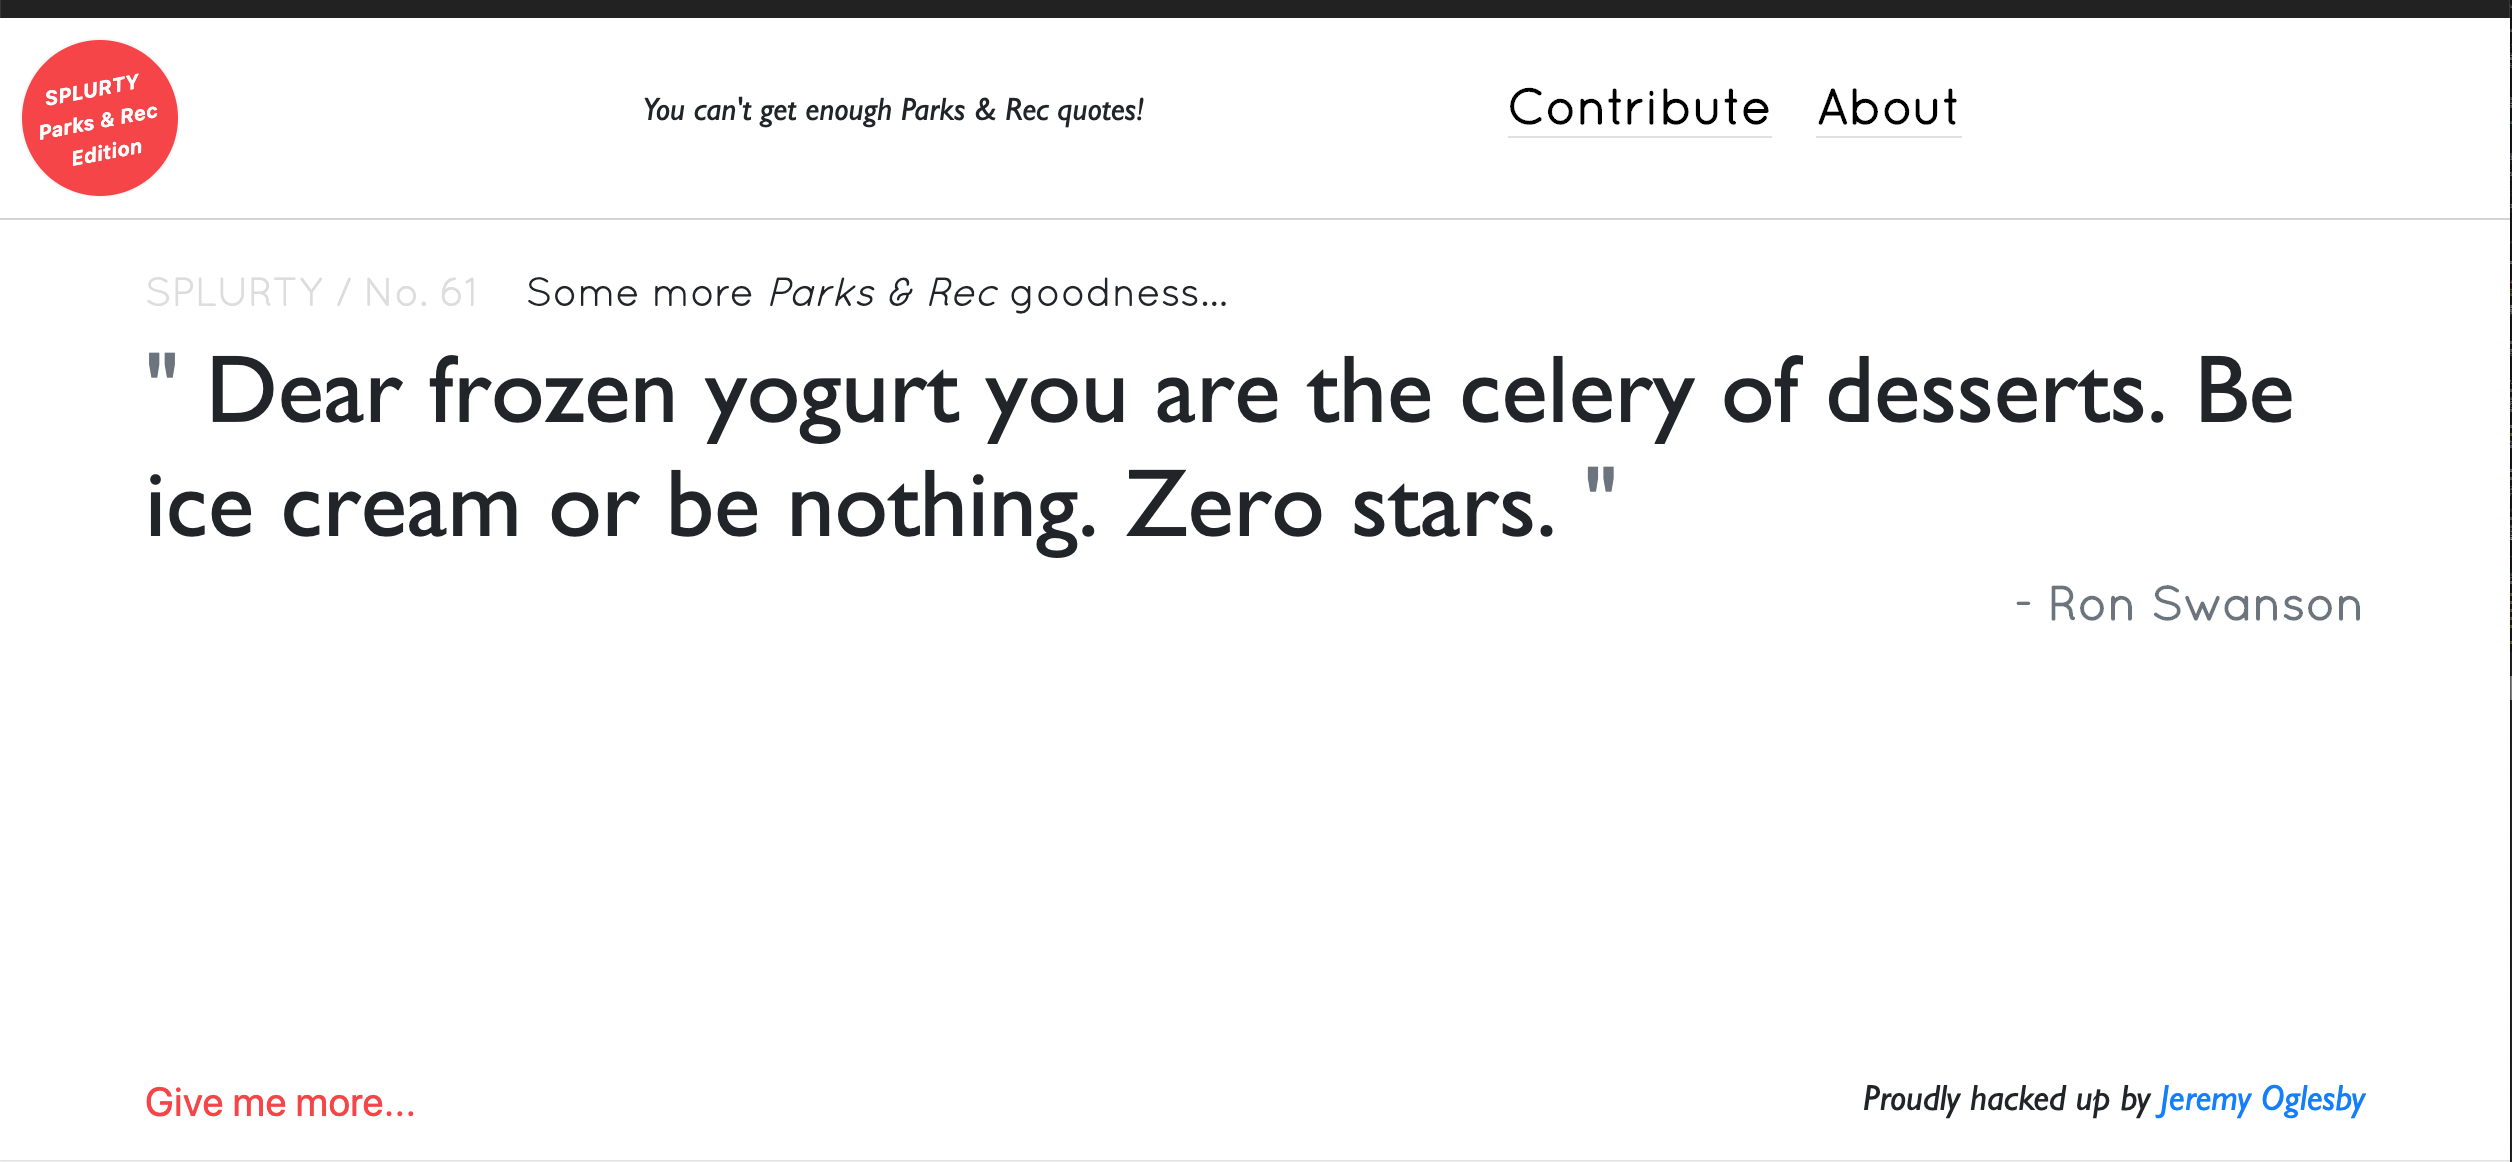 SPLURTY
Parks & Rec
Edition
You can't get enough Parks & Rec quotes!
Contribute About
SPLURTY / No. 61 Some more Parks & Rec goodness...
" Dear frozen yogurt you are the celery of desserts. Be
ice cream or be nothing. Zero stars. "
- Ron Swanson
Give me more...
Proudly hacked up by Jeremy Oglesby